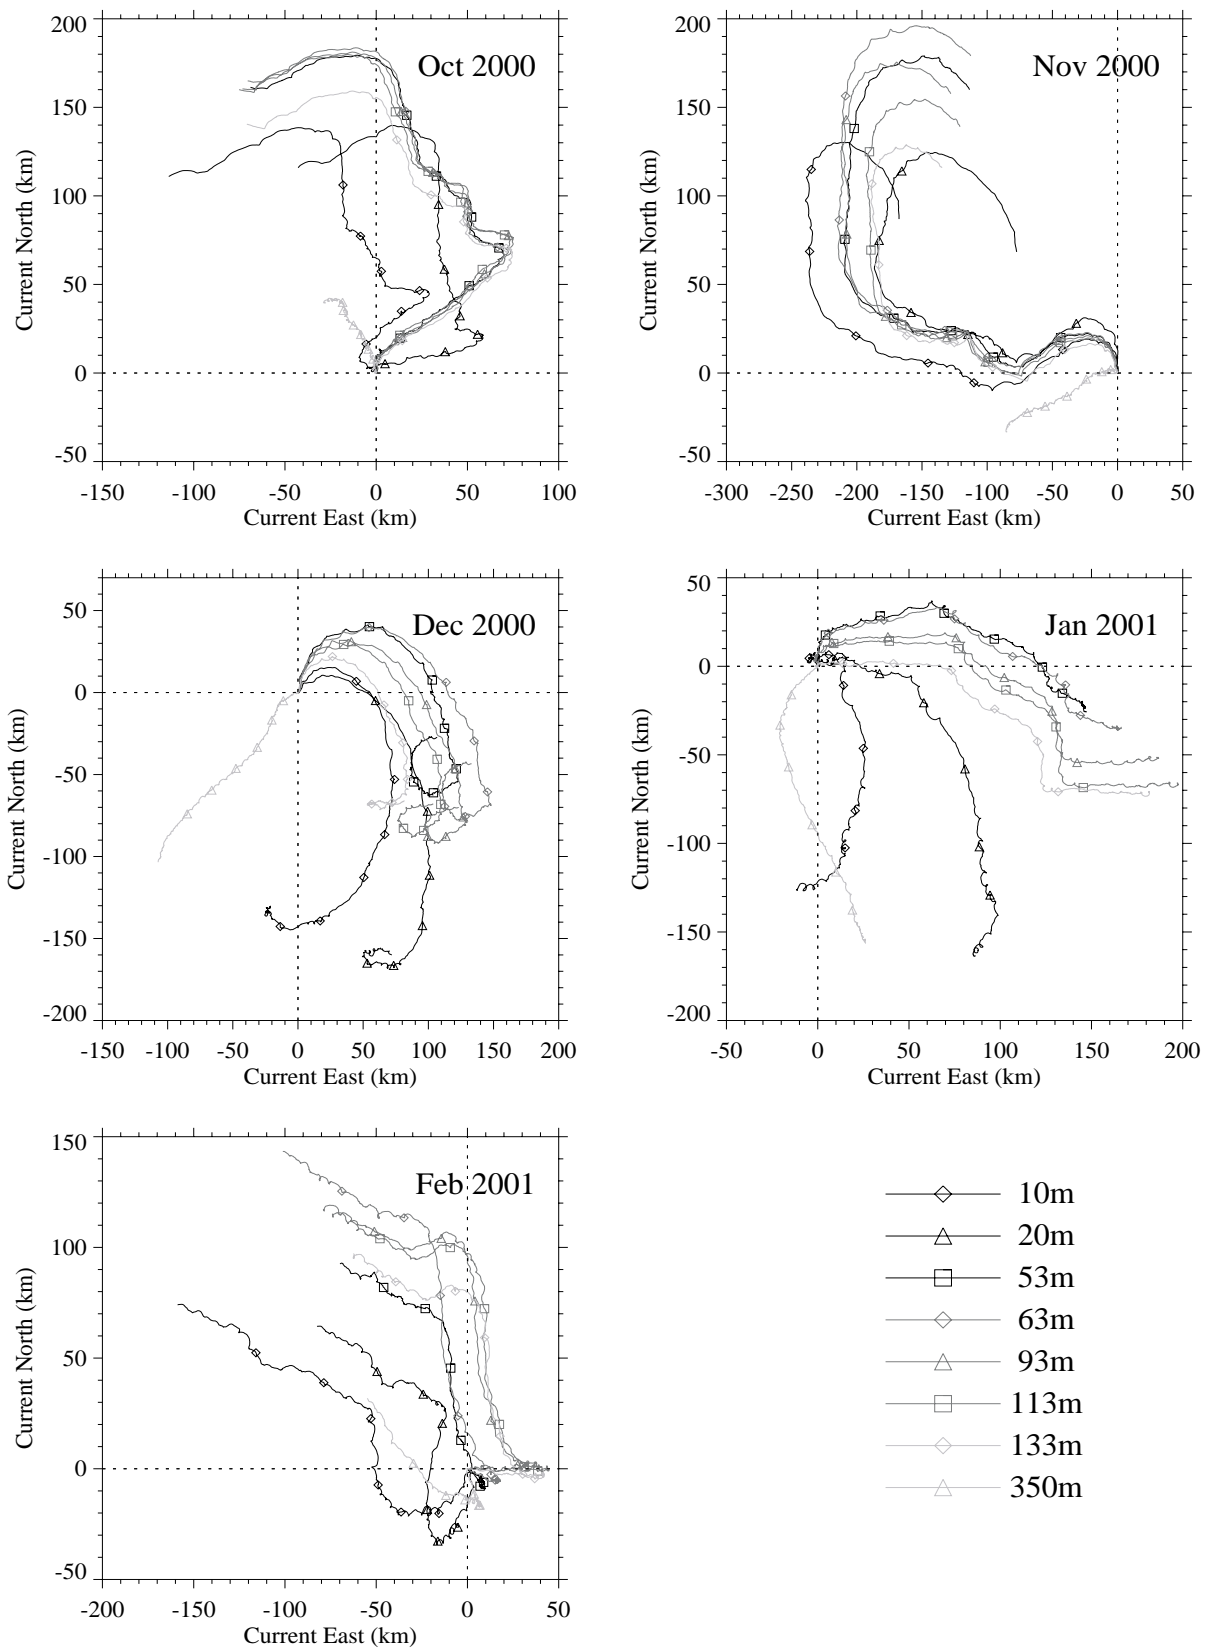 Oct 2000
200
150
100
50
0
-50
Current North (km)
-150 -100 -50 0 50 100
Current East (km)
Nov 2000
200
150
100
50
0
-50
Current North (km)
-300 -250 -200 -150 -100 -50 0 50
Current East (km)
Dec 2000
50
0
-50
-100
-150
-200
Current North (km)
-150 -100 -50 0 50 100 150 200
Current East (km)
Jan 2001
50
0
-50
-100
-150
-200
Current North (km)
-50 0 50 100 150 200
Current East (km)
Feb 2001
150
100
50
0
-50
Current North (km)
-200 -150 -100 -50 0 50
Current East (km)
10m
20m
53m
63m
93m
113m
133m
350m